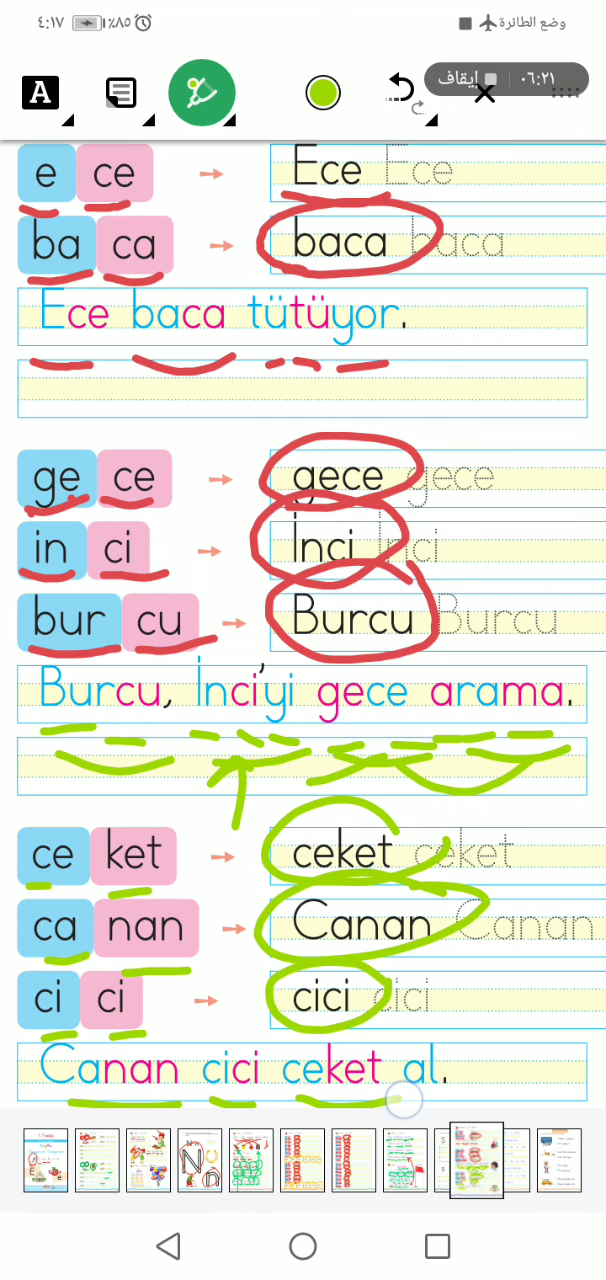 ٤:١٧ ٪٨٥ وضع الطائرة
A إيقاف ٠٦:٢١
e ce → Ece Ece
ba ca → baca baca
Ece baca tütüyor.
ge ce → gece gece
in ci → İnci İnci
bur cu → Burcu Burcu
Burcu, İnci'yi gece arama.
ce ket → ceket ceket
ca nan → Canan Canan
ci ci → cici cici
Canan cici ceket al.